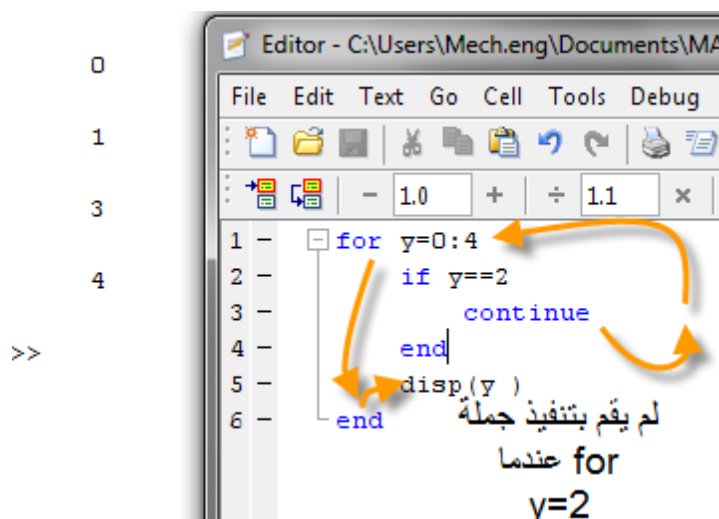 0
1
3
4
>>
Editor - C:\Users\Mech.eng\Documents\MA
File Edit Text Go Cell Tools Debug
- 1.0 + ÷ 1.1 ×
1 - for y=0:4
2 - if y==2
3 - continue
4 - end
5 - disp(y )
6 - end
لم يقم بتنفيذ جملة
for عندما
y=2